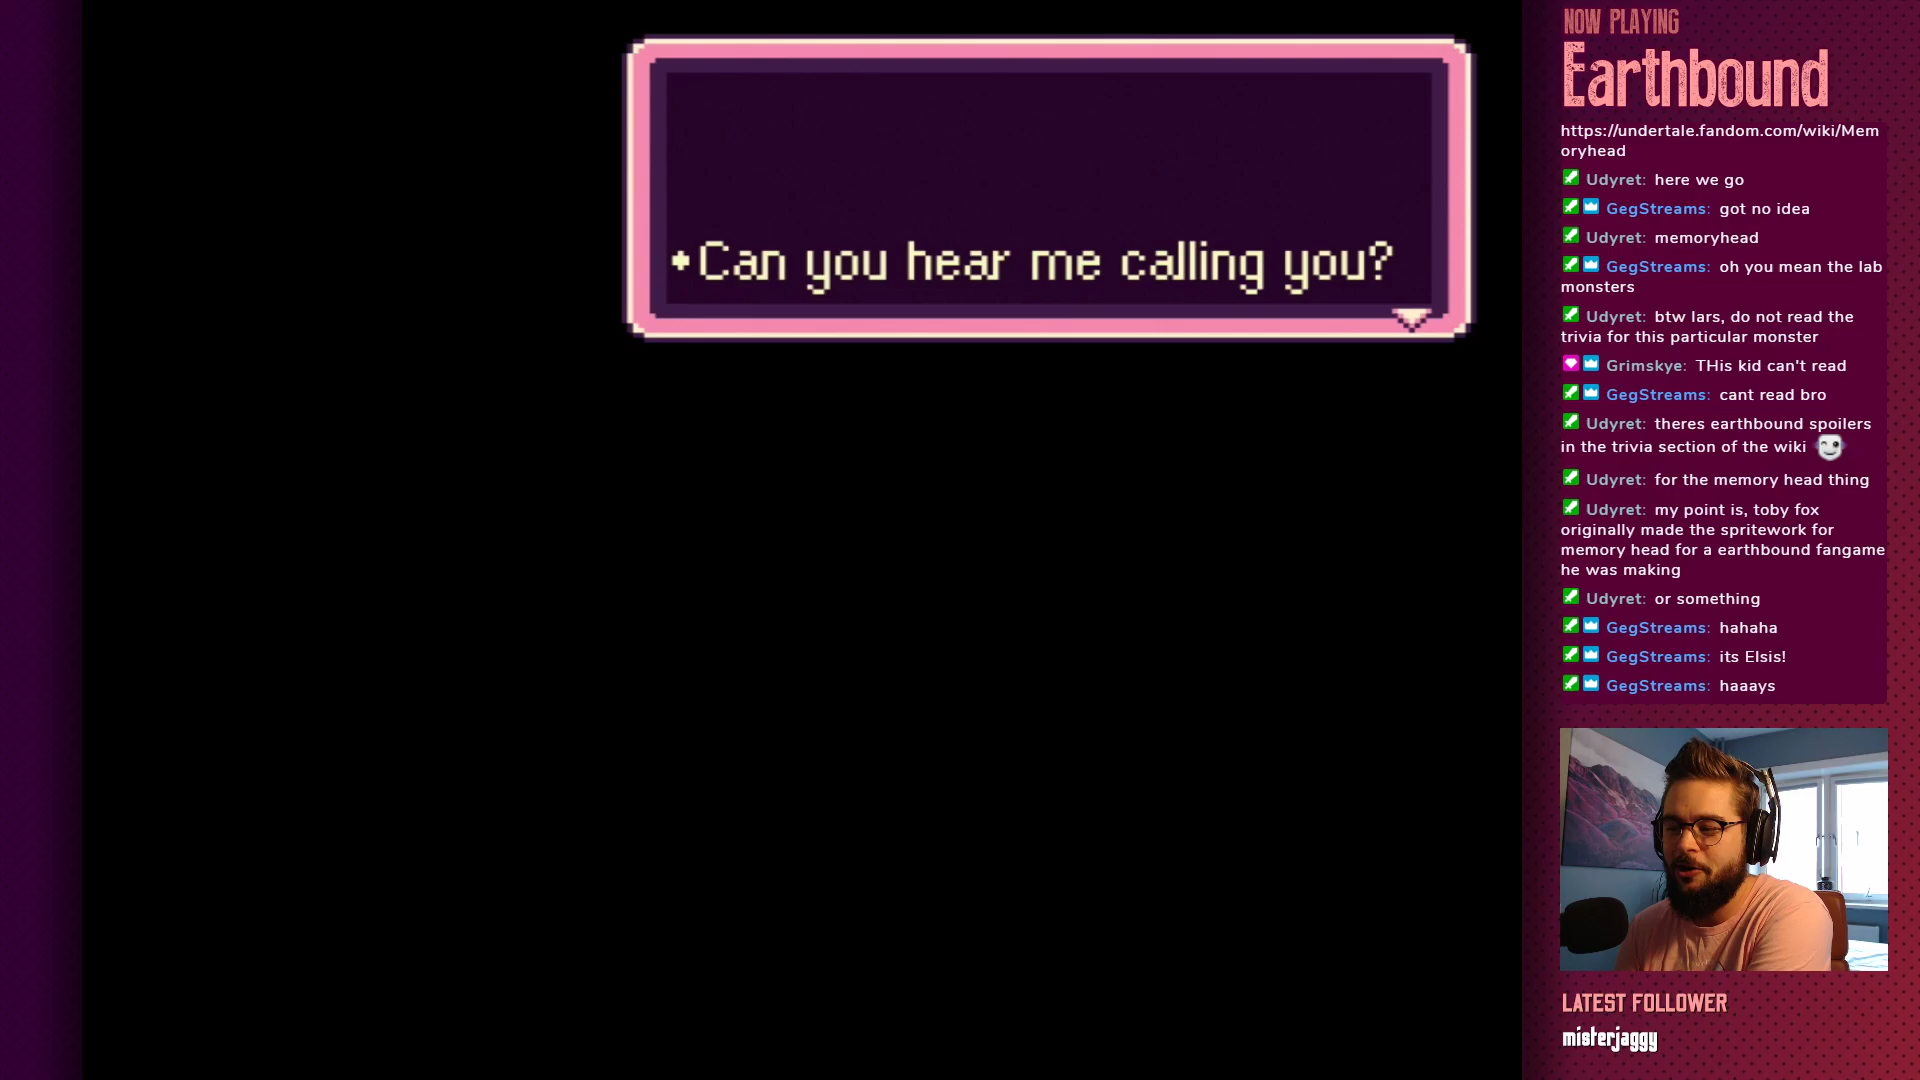 •Can you hear me calling you?
NOW PLAYING
Earthbound
https://undertale.fandom.com/wiki/Mem
oryhead
Udyret: here we go
GegStreams: got no idea
Udyret: memoryhead
GegStreams: oh you mean the lab
monsters
Udyret: btw lars, do not read the
trivia for this particular monster
Grimskye: THis kid can't read
GegStreams: cant read bro
Udyret: theres earthbound spoilers
in the trivia section of the wiki
Udyret: for the memory head thing
Udyret: my point is, toby fox
originally made the spritework for
memory head for a earthbound fangame
he was making
Udyret: or something
GegStreams: hahaha
GegStreams: its Elsis!
GegStreams: haaays
LATEST FOLLOWER
misterjaggy